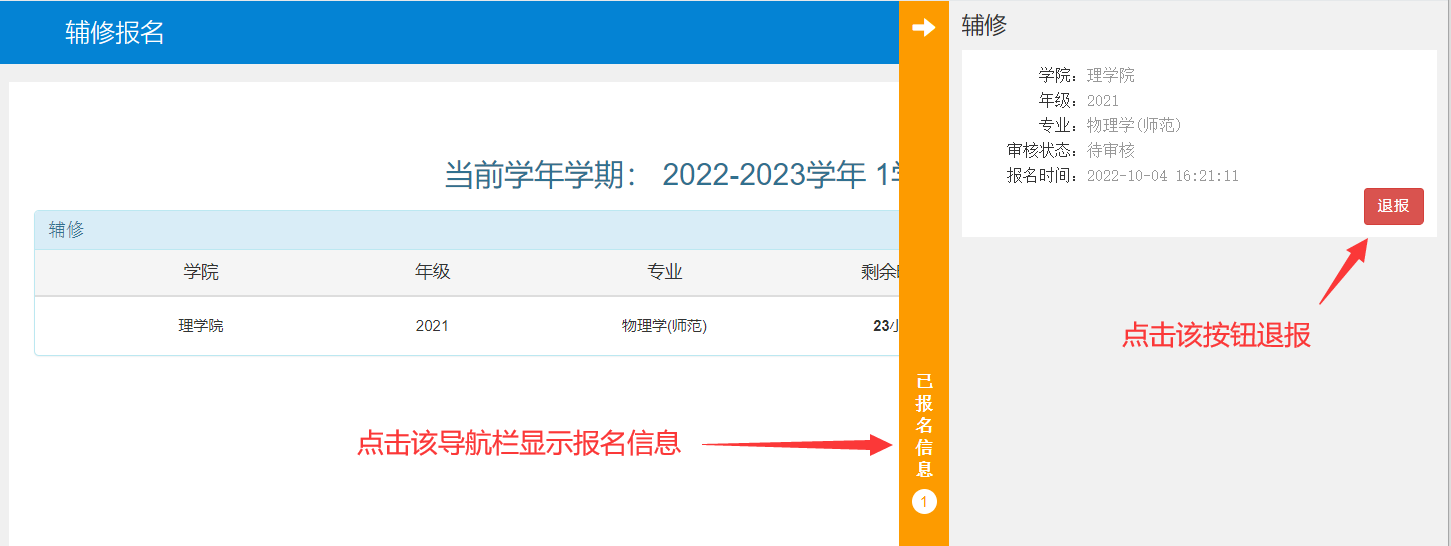 辅修报名
当前学年学期： 2022-2023学年 1
辅修
学院 年级 专业 剩余
理学院 2021 物理学(师范) 23小
点击该导航栏显示报名信息
已报名信息
1
辅修
学院：理学院
年级：2021
专业：物理学(师范)
审核状态：待审核
报名时间：2022-10-04 16:21:11
退报
点击该按钮退报